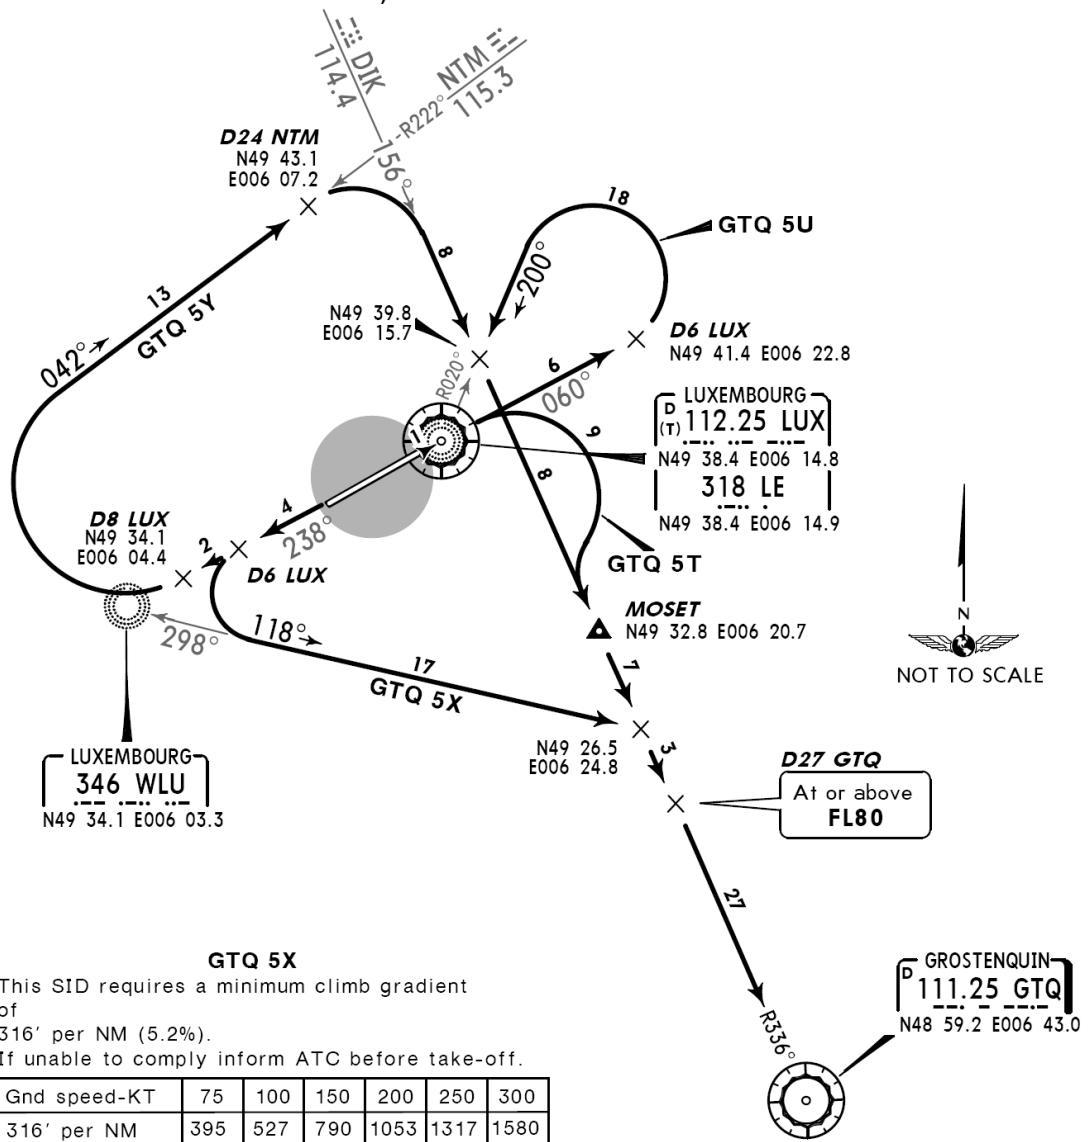 DIK
114.4
NTM
115.3
R222°
156°
D24 NTM
N49 43.1
E006 07.2
18
GTQ 5U
8
200°
13
GTQ 5Y
042°
N49 39.8
E006 15.7
D6 LUX
N49 41.4 E006 22.8
R020°
6
060°
LUXEMBOURG
D
(T)
112.25 LUX
N49 38.4 E006 14.8
318 LE
N49 38.4 E006 14.9
1
9
8
4
238°
D8 LUX
N49 34.1
E006 04.4
2
D6 LUX
GTQ 5T
MOSET
N49 32.8 E006 20.7
298°
118°
17
GTQ 5X
7
N
NOT TO SCALE
LUXEMBOURG
346 WLU
N49 34.1 E006 03.3
N49 26.5
E006 24.8
3
D27 GTQ
At or above
FL80
27
R336°
GROSTENQUIN
D
111.25 GTQ
N48 59.2 E006 43.0
GTQ 5X
This SID requires a minimum climb gradient
of
316' per NM (5.2%).
If unable to comply inform ATC before take-off.
Gnd speed-KT 75 100 150 200 250 300
316' per NM 395 527 790 1053 1317 1580